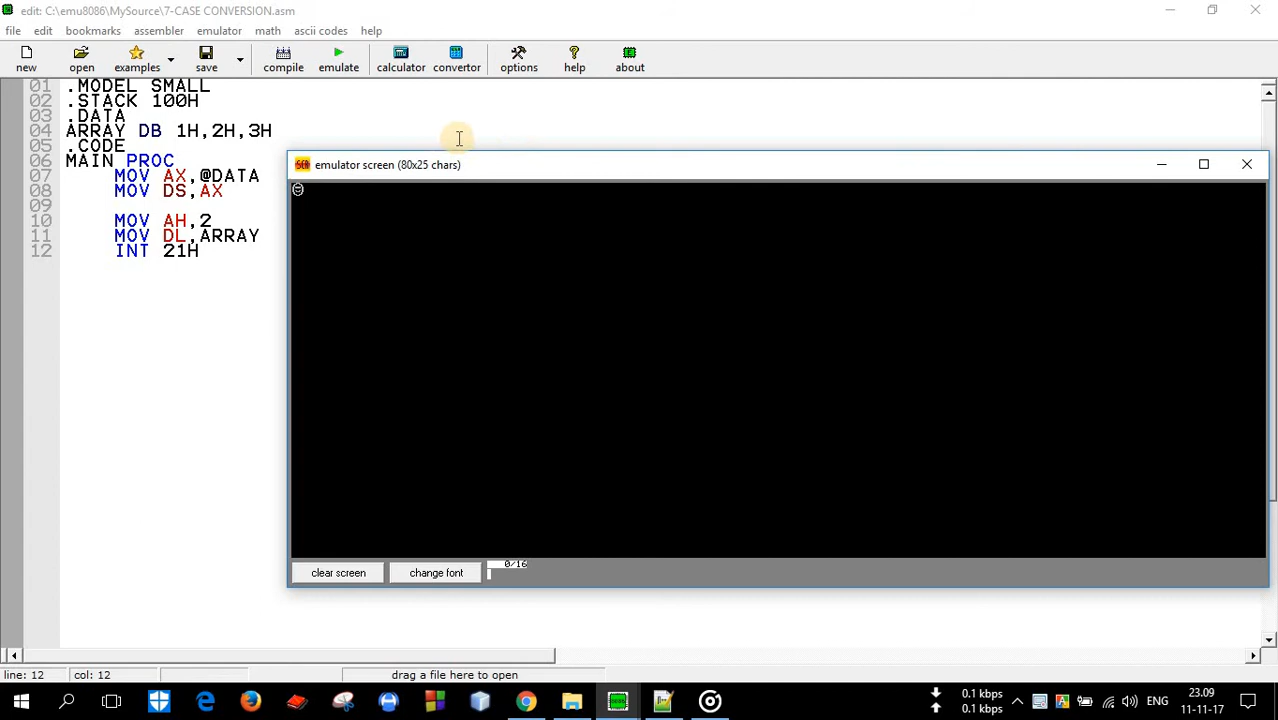 edit: C:\emu8086\MySource\7-CASE CONVERSION.asm
file edit bookmarks assembler emulator math ascii codes help
new open examples save compile emulate calculator convertor options help about
01 .MODEL SMALL
02 .STACK 100H
03 .DATA
04 ARRAY DB 1H,2H,3H
05 .CODE
06 MAIN PROC
07 MOV AX,@DATA
08 MOV DS,AX
09
10 MOV AH,2
11 MOV DL,ARRAY
12 INT 21H
SCR emulator screen (80x25 chars)
clear screen change font 0/16
line: 12 col: 12 drag a file here to open
0.1 kbps
0.1 kbps
ENG
23.09
11-11-17